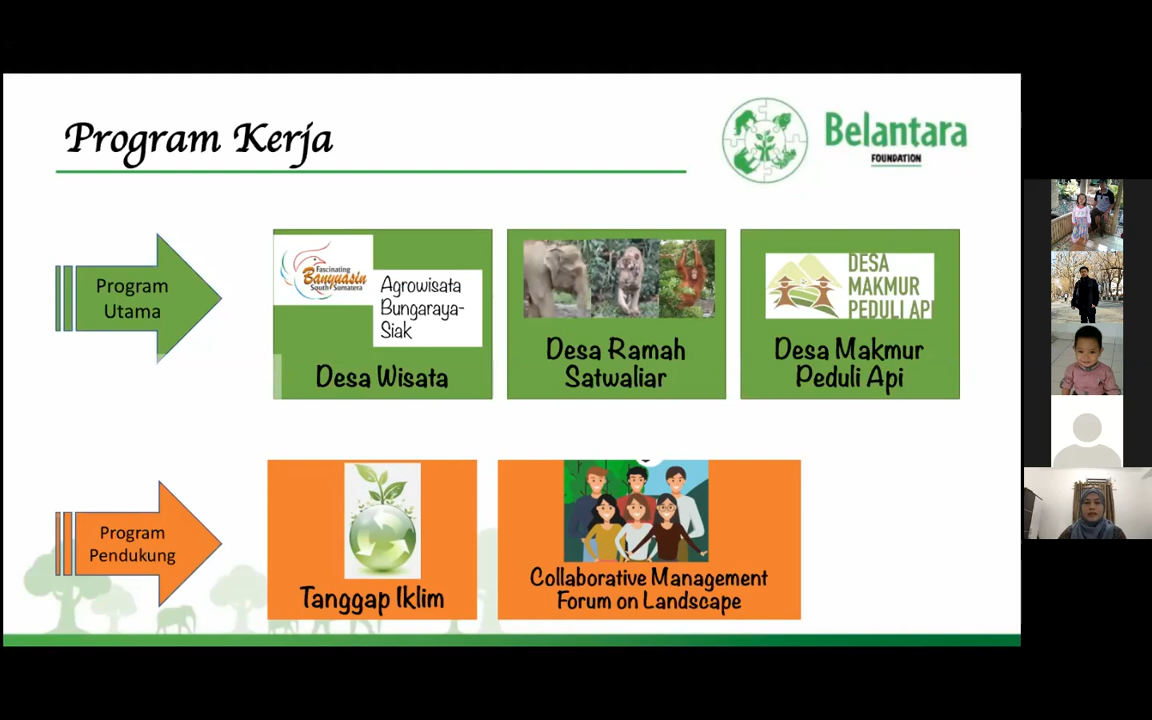 Program Kerja
Belantara
FOUNDATION
Program
Utama
Fascinating
Banyuasin
South Sumatera
Agrowisata
Bungaraya-
Siak
Desa Wisata
Desa Ramah
Satwaliar
DESA
MAKMUR
PEDULI API
Desa Makmur
Peduli Api
Program
Pendukung
Tanggap Iklim
Collaborative Management
Forum on Landscape